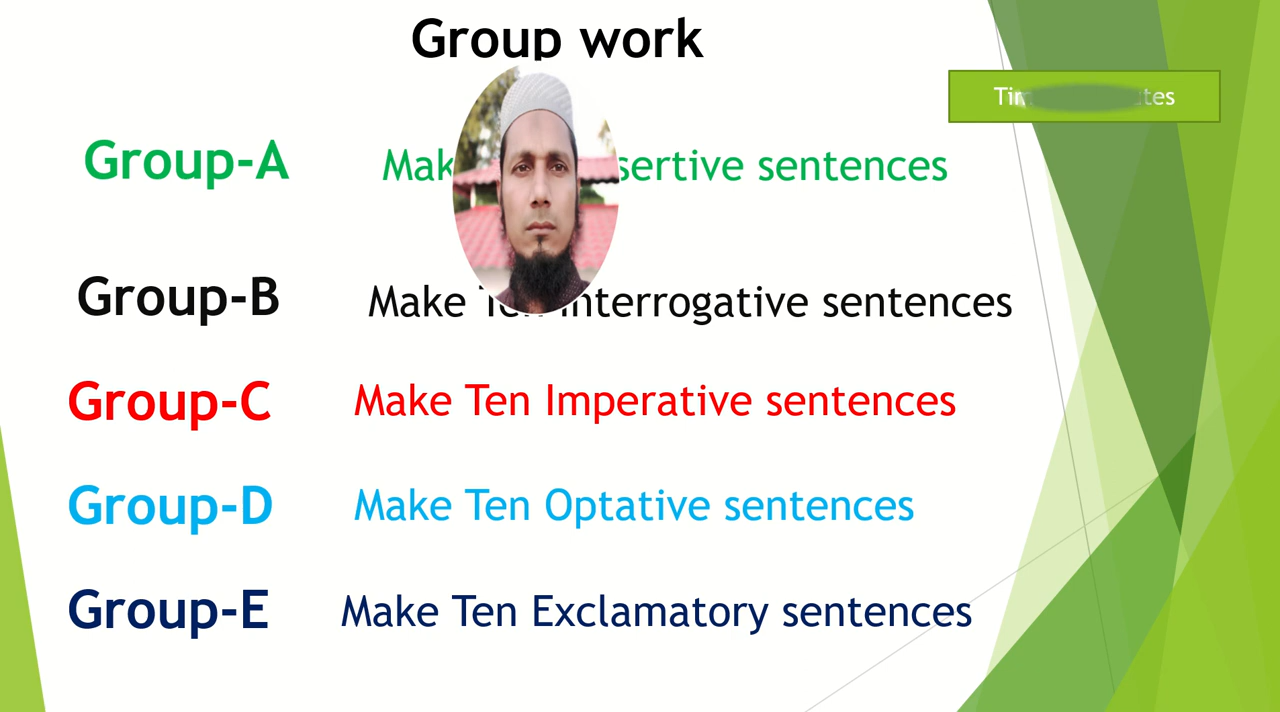 Group work
Group-A
Make sentences
Group-B
Make Interrogative sentences
Group-C
Make Ten Imperative sentences
Group-D
Make Ten Optative sentences
Group-E
Make Ten Exclamatory sentences